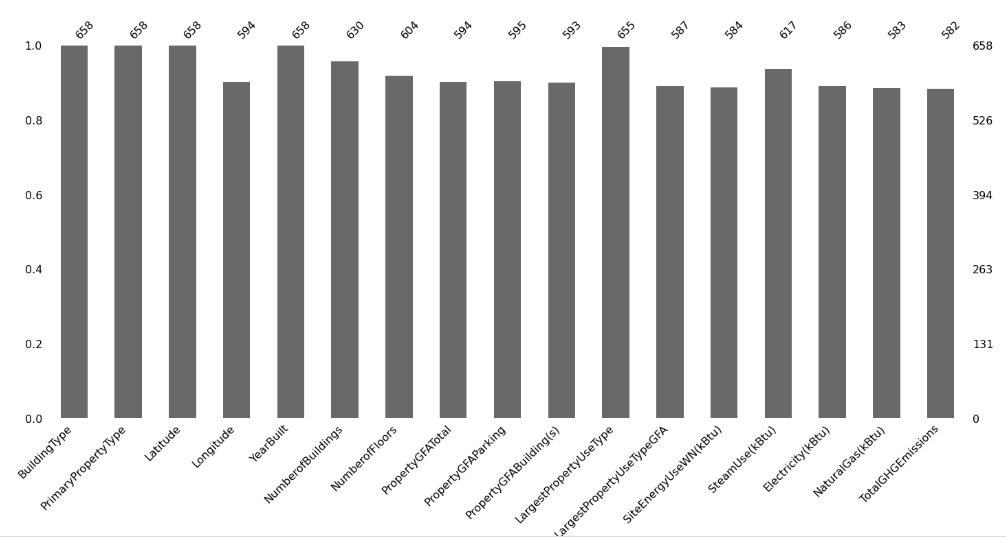 658 658 658 594 658 630 604 594 595 593 655 587 584 617 586 583 582
1.0 658
0.8 526
0.6 394
0.4 263
0.2 131
0.0 0
BuildingType
PrimaryPropertyType
Latitude
Longitude
YearBuilt
NumberofBuildings
NumberofFloors
PropertyGFATotal
PropertyGFAParking
PropertyGFABuilding(s)
LargestPropertyUseType
LargestPropertyUseTypeGFA
SiteEnergyUseWN(kBtu)
SteamUse(kBtu)
Electricity(kBtu)
NaturalGas(kBtu)
TotalGHGEmissions